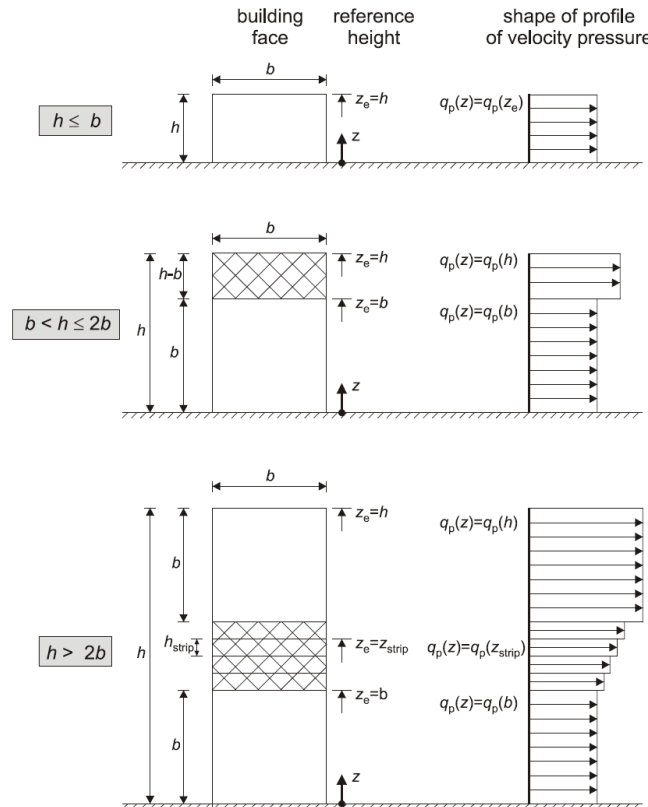 building face
reference height
shape of profile of velocity pressure
h ≤ b
b
h
z_e=h
z
q_p(z)=q_p(z_e)
b < h ≤ 2b
b
h-b
h
b
z_e=h
z_e=b
z
q_p(z)=q_p(h)
q_p(z)=q_p(b)
h > 2b
b
h
b
h_strip
b
z_e=h
z_e=z_strip
z_e=b
z
q_p(z)=q_p(h)
q_p(z)=q_p(z_strip)
q_p(z)=q_p(b)